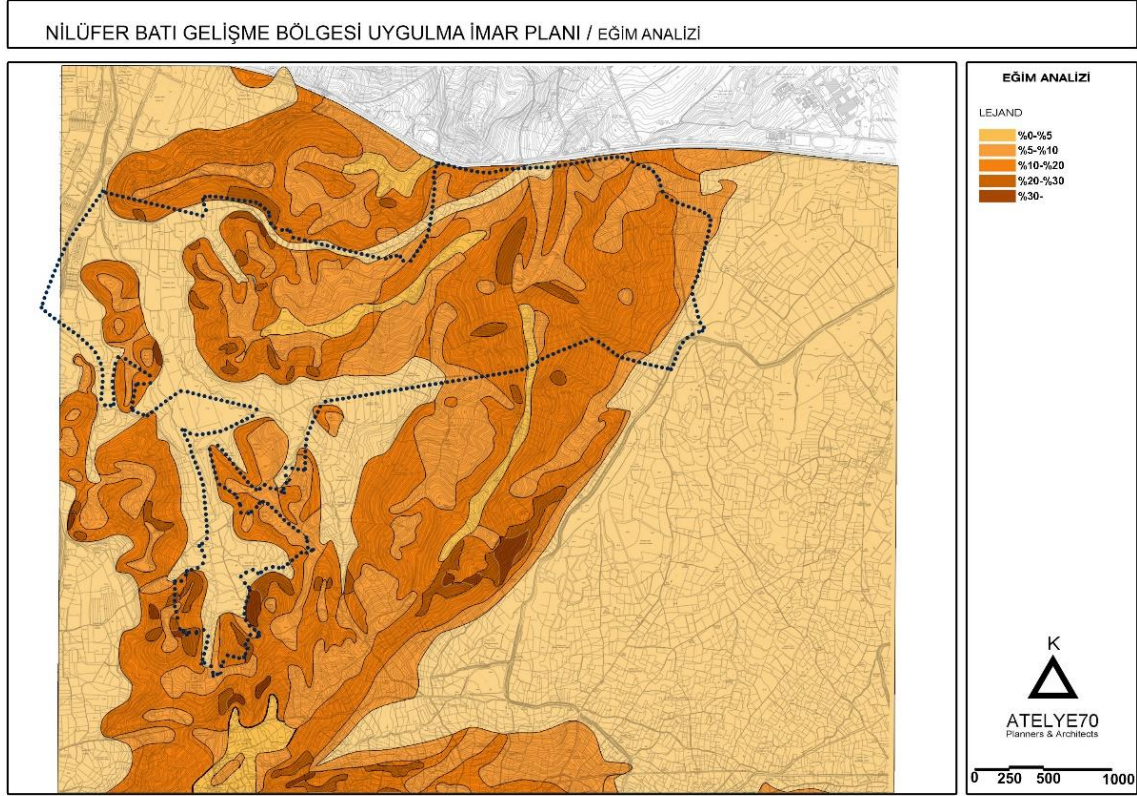 NİLÜFER BATI GELİŞME BÖLGESİ UYGULMA İMAR PLANI / EĞİM ANALİZİ
EĞİM ANALİZİ
LEJAND
%0-%5
%5-%10
%10-%20
%20-%30
%30-
K
ATELYE70
Planners & Architects
0 250 500 1000